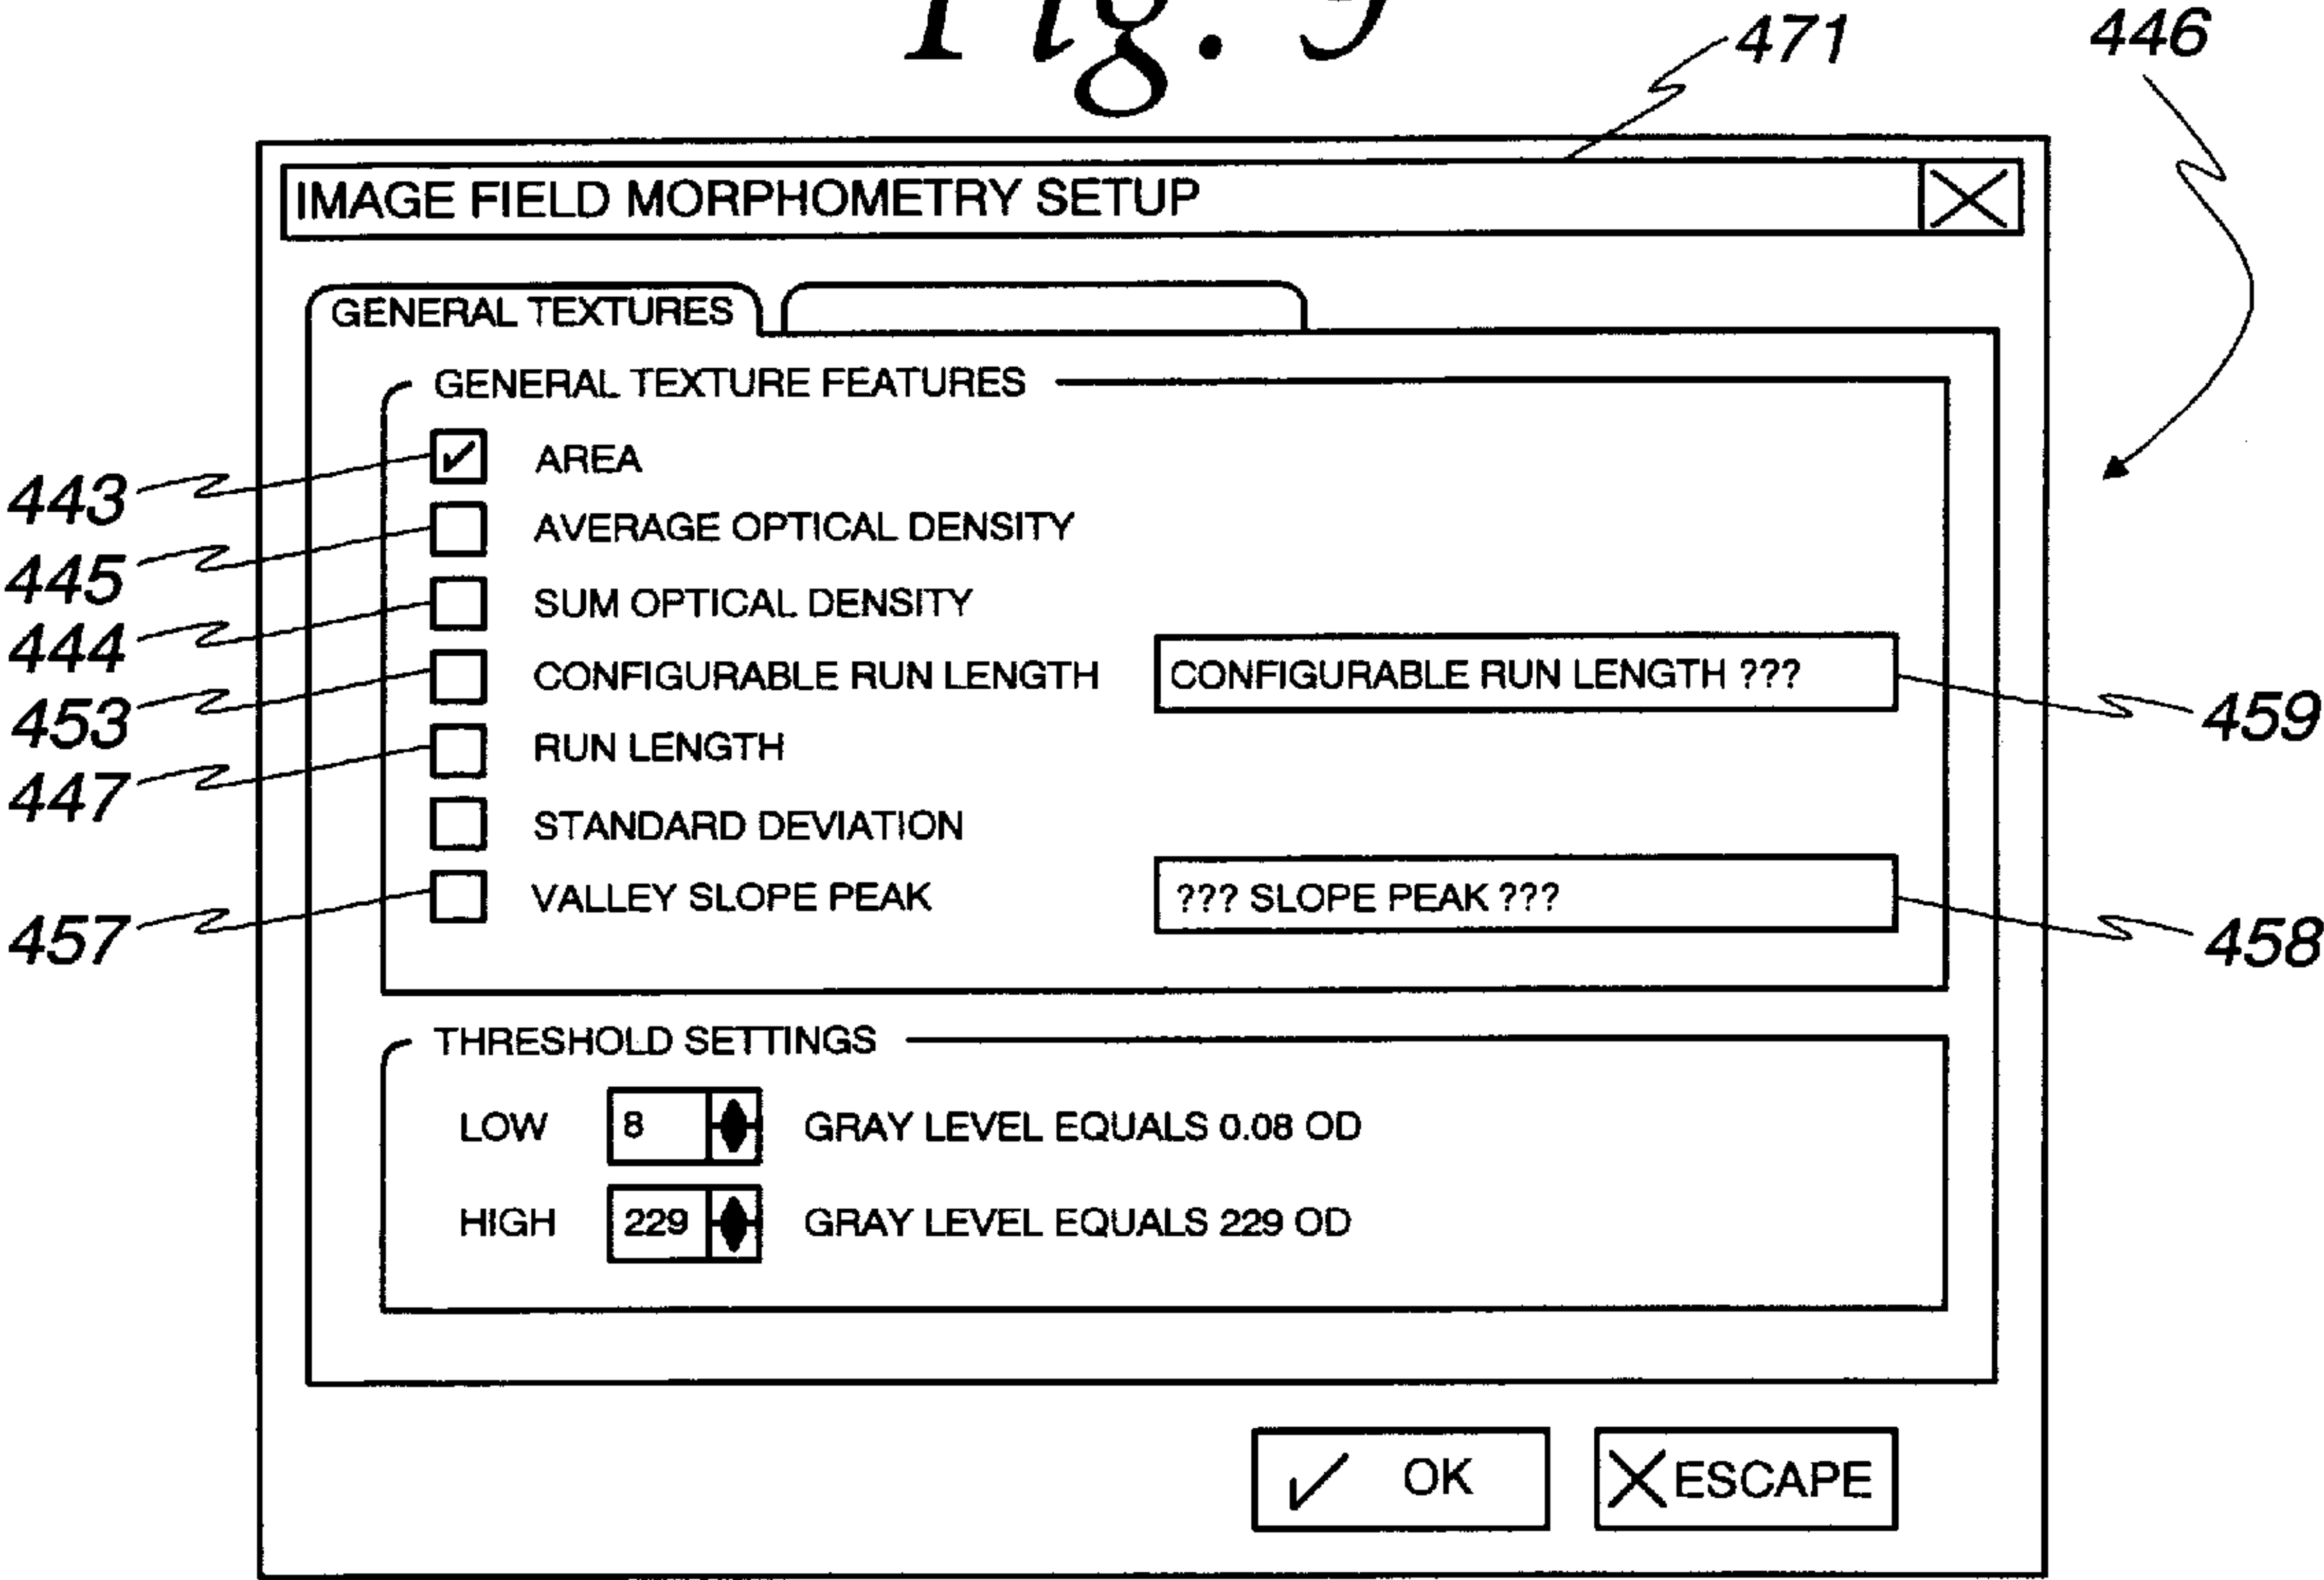 Fig. 9
471
446
IMAGE FIELD MORPHOMETRY SETUP
GENERAL TEXTURES
GENERAL TEXTURE FEATURES
443
AREA
445
AVERAGE OPTICAL DENSITY
444
SUM OPTICAL DENSITY
453
CONFIGURABLE RUN LENGTH
CONFIGURABLE RUN LENGTH ???
459
447
RUN LENGTH
STANDARD DEVIATION
457
VALLEY SLOPE PEAK
??? SLOPE PEAK ???
458
THRESHOLD SETTINGS
LOW 8 GRAY LEVEL EQUALS 0.08 OD
HIGH 229 GRAY LEVEL EQUALS 229 OD
OK
ESCAPE